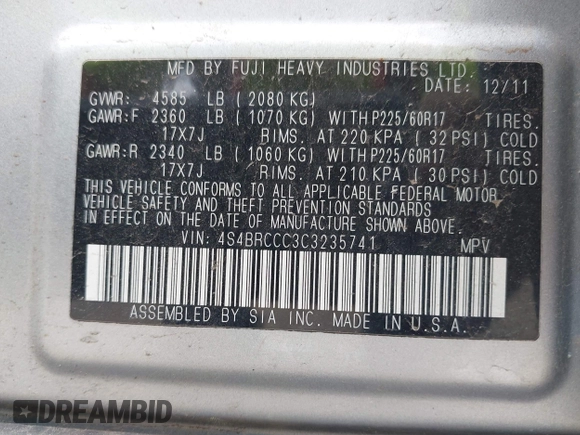 MFD BY FUJI HEAVY INDUSTRIES LTD.
DATE: 12/11
GVWR: 4585 LB ( 2080 KG)
GAWR:F 2360 LB ( 1070 KG) WITH P225/60R17 TIRES.
17X7J RIMS. AT 220 KPA ( 32 PSI) COLD
GAWR:R 2340 LB ( 1060 KG) WITH P225/60R17 TIRES.
17X7J RIMS. AT 210 KPA ( 30 PSI) COLD
THIS VEHICLE CONFORMS TO ALL APPLICABLE FEDERAL MOTOR
VEHICLE SAFETY AND THEFT PREVENTION STANDARDS
IN EFFECT ON THE DATE OF MANUFACTURE SHOWN ABOVE.
VIN: 4S4BRCCC3C3235741 MPV
ASSEMBLED BY SIA INC. MADE IN U.S.A.
DREAMBID